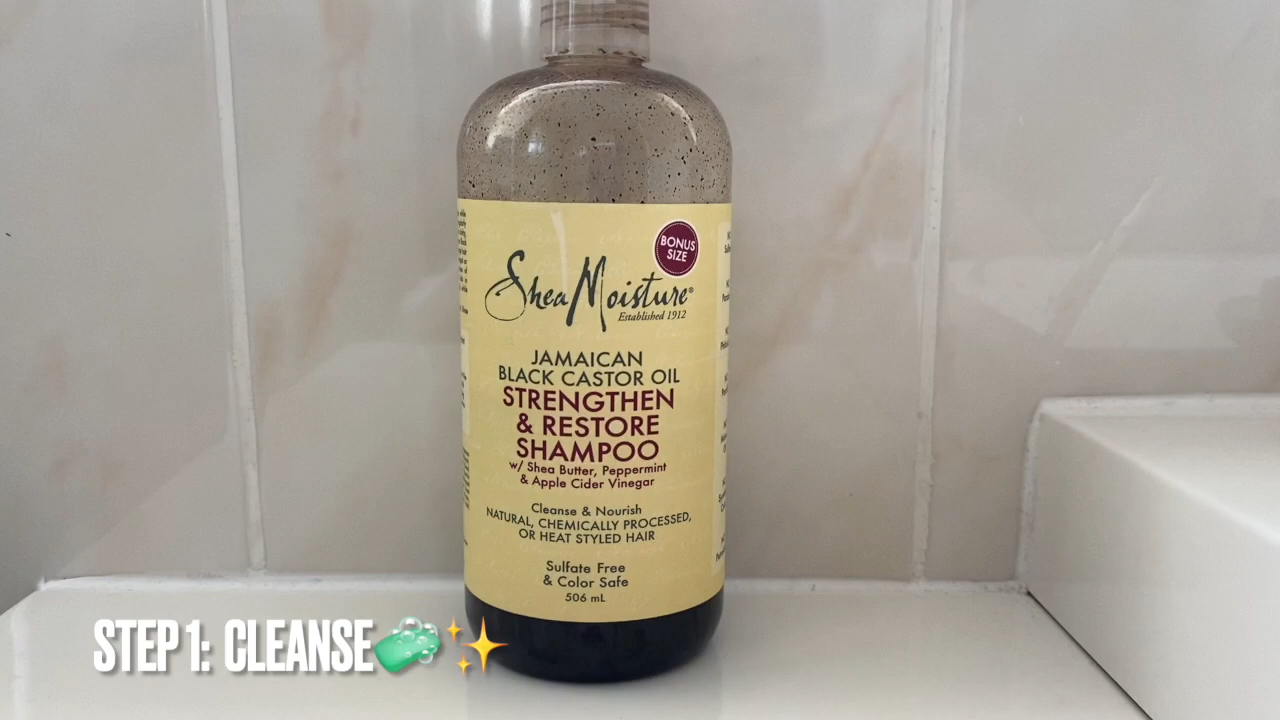 BONUS
SIZE
SheaMoisture®
Established 1912
JAMAICAN
BLACK CASTOR OIL
STRENGTHEN
& RESTORE
SHAMPOO
w/ Shea Butter, Peppermint
& Apple Cider Vinegar
Cleanse & Nourish
NATURAL, CHEMICALLY PROCESSED,
OR HEAT STYLED HAIR
Sulfate Free
& Color Safe
506 mL
STEP 1: CLEANSE🧼✨